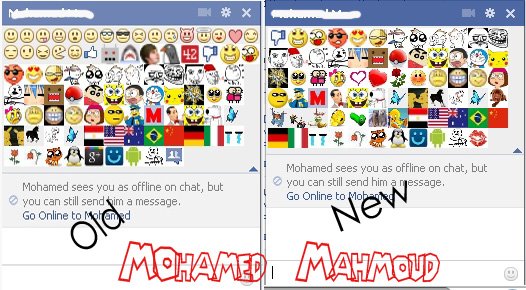 42
M
g+
Mohamed sees you as offline on chat, but
you can still send him a message.
Go Online to Mohamed
Old
M
Mohamed sees you as offline on chat, but
you can still send him a message.
Go Online to Mohamed
New
MOHAMED MAHMOUD